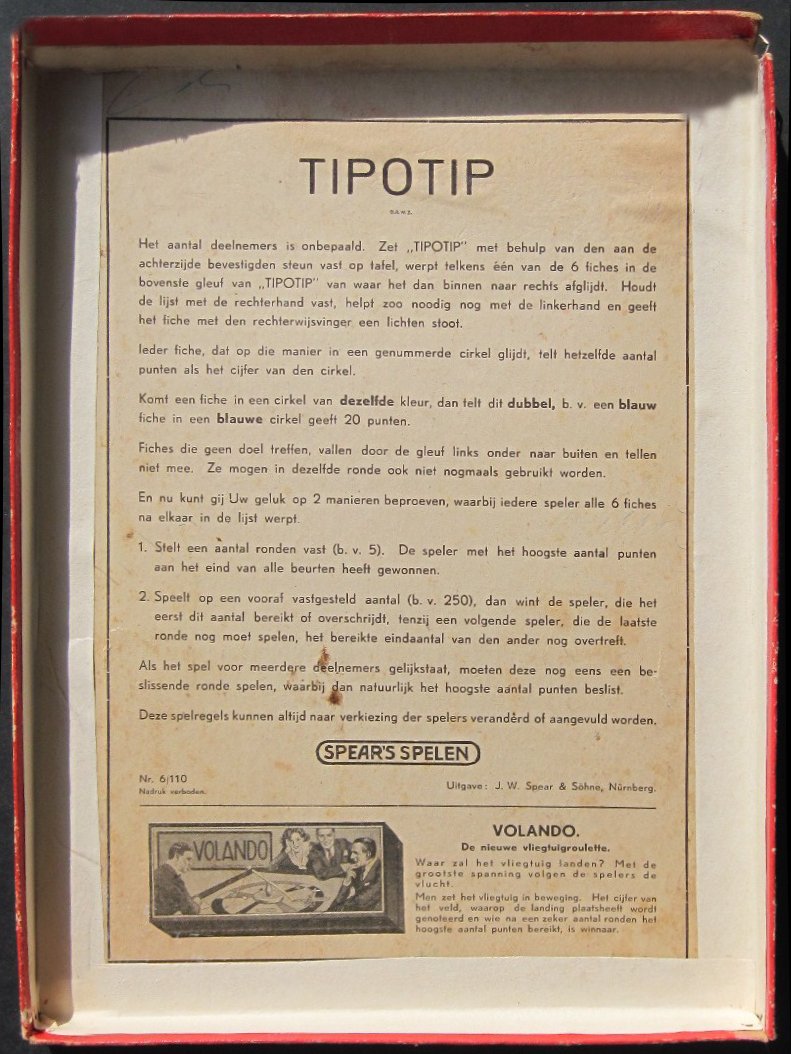 TIPOTIP
Het aantal deelnemers is onbepaald. Zet „TIPOTIP” met behulp van den aan de
achterzijde bevestigden steun vast op tafel, werpt telkens één van de 6 fiches in de
bovenste gleuf van „TIPOTIP” van waar het dan binnen naar rechts afglijdt. Houdt
de lijst met de rechterhand vast, helpt zoo noodig nog met de linkerhand en geeft
het fiche met den rechterwijsvinger een lichten stoot.
Ieder fiche, dat op die manier in een genummerde cirkel glijdt, telt hetzelfde aantal
punten als het cijfer van den cirkel.
Komt een fiche in een cirkel van dezelfde kleur, dan telt dit dubbel, b. v. een blauw
fiche in een blauwe cirkel geeft 20 punten.
Fiches die geen doel treffen, vallen door de gleuf links onder naar buiten en tellen
niet mee. Ze mogen in dezelfde ronde ook niet nogmaals gebruikt worden.
En nu kunt gij Uw geluk op 2 manieren beproeven, waarbij iedere speler alle 6 fiches
na elkaar in de lijst werpt.
1. Stelt een aantal ronden vast (b. v. 5). De speler met het hoogste aantal punten
aan het eind van alle beurten heeft gewonnen.
2. Speelt op een vooraf vastgesteld aantal (b. v. 250), dan wint de speler, die het
eerst dit aantal bereikt of overschrijdt, tenzij een volgende speler, die de laatste
ronde nog moet spelen, het bereikte eindaantal van den ander nog overtreft.
Als het spel voor meerdere deelnemers gelijkstaat, moeten deze nog eens een be-
slissende ronde spelen, waarbij dan natuurlijk het hoogste aantal punten beslist.
Deze spelregels kunnen altijd naar verkiezing der spelers veranderd of aangevuld worden.
SPEAR'S SPELEN
Nr. 6/110
Nadruk verboden.
Uitgave: J. W. Spear & Söhne, Nürnberg.
VOLANDO
VOLANDO.
De nieuwe vliegtuigroulette.
Waar zal het vliegtuig landen? Met de
grootste spanning volgen de spelers de
vlucht.
Men zet het vliegtuig in beweging. Het cijfer van
het veld, waarop de landing plaatsheeft wordt
genoteerd en wie na een zeker aantal ronden het
hoogste aantal punten bereikt, is winnaar.